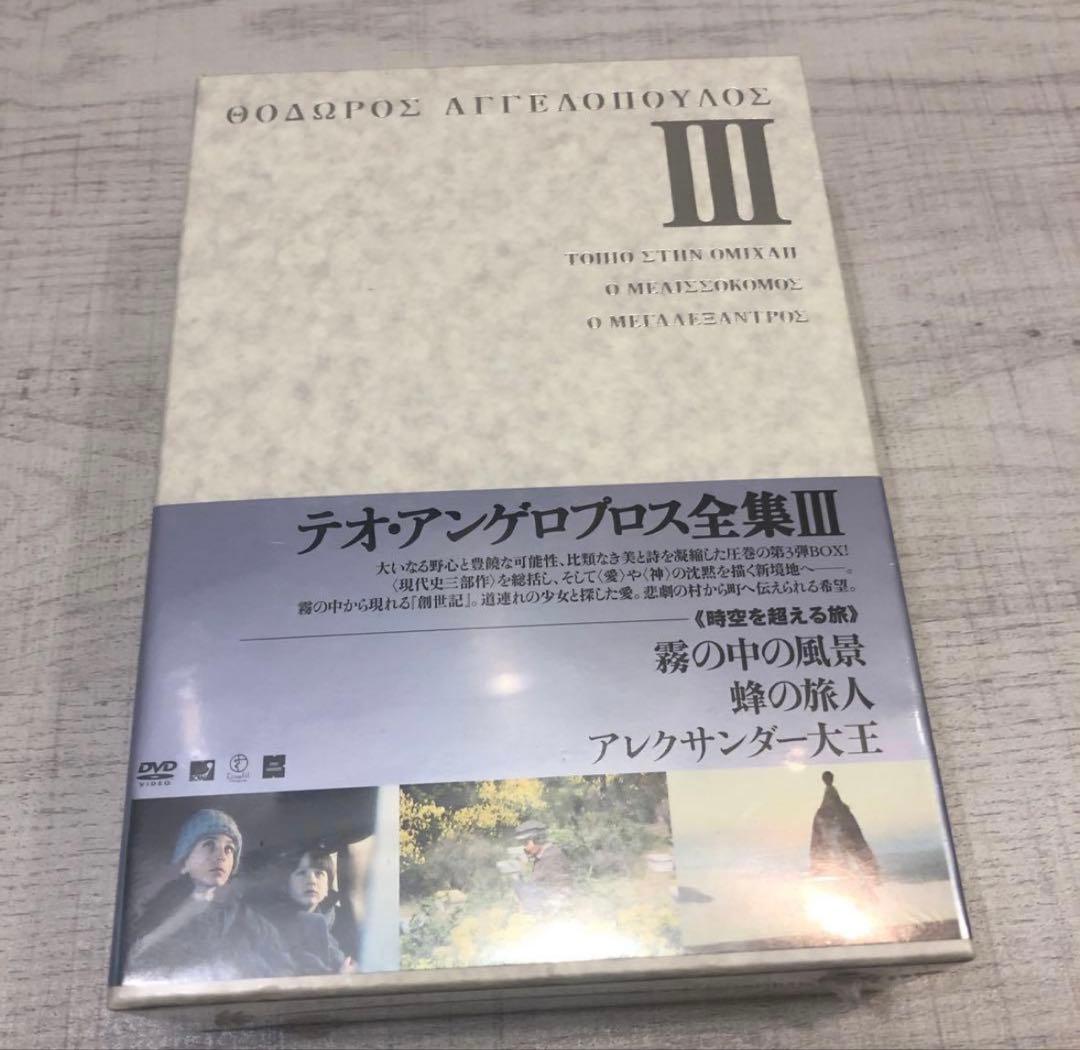 ΘΟΔΩΡΟΣ ΑΓΓΕΛΟΠΟΥΛΟΣ
III
ΤΟΠΙΟ ΣΤΗΝ ΟΜΙΧΛΗ
Ο ΜΕΛΙΣΣΟΚΟΜΟΣ
Ο ΜΕΓΑΛΕΞΑΝΤΡΟΣ
テオ・アンゲロプロス全集III
大いなる野心と豊饒な可能性、比類なき美と詩を凝縮した圧巻の第3弾BOX!
〈現代史三部作〉を総括し、そして〈愛〉や〈神〉の沈黙を描く新境地へ――。
霧の中から現れる『創世記』。道連れの少女と探した愛。悲劇の村から町へ伝えられる希望。
《時空を超える旅》
霧の中の風景
蜂の旅人
アレクサンダー大王
DVD
VIDEO